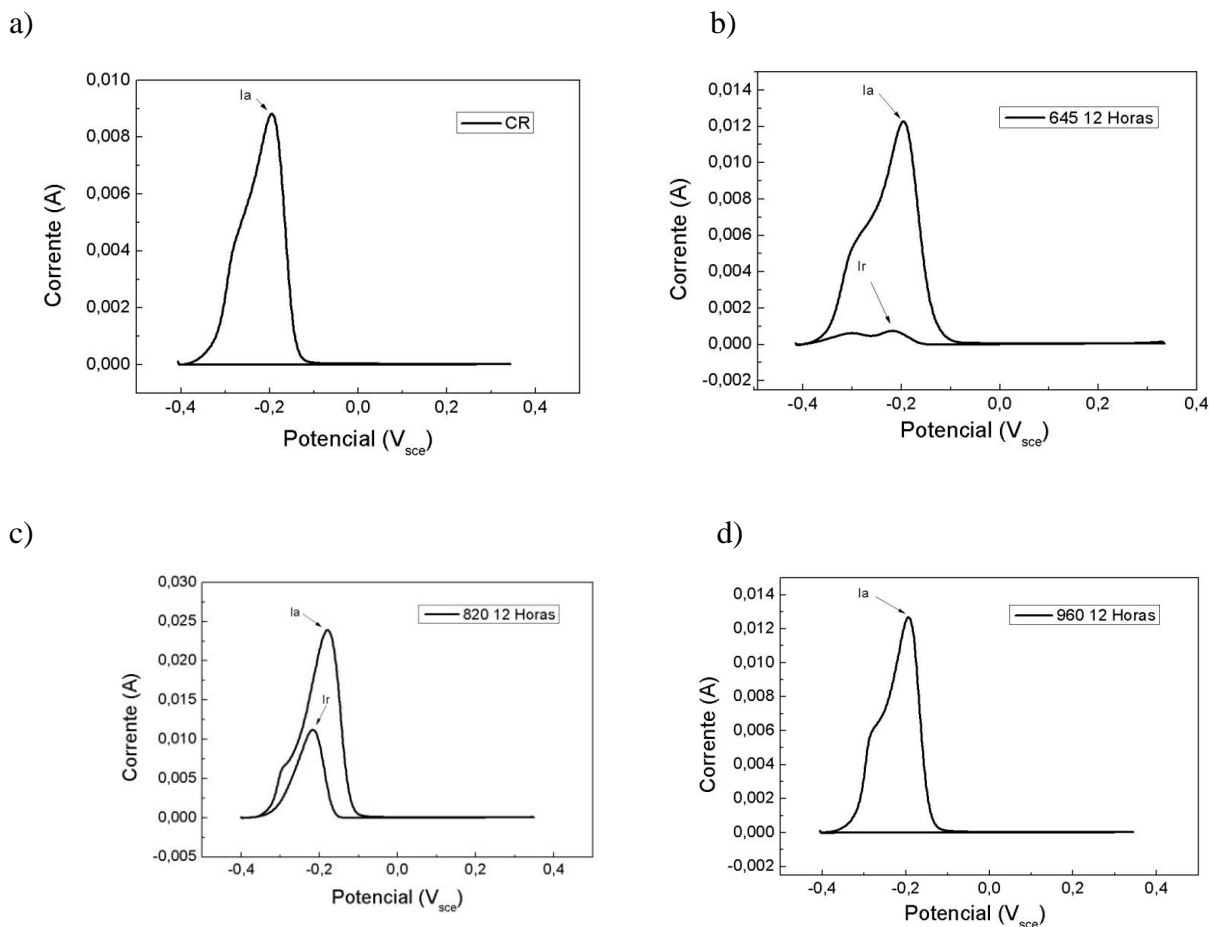 a)
0,010
0,008
0,006
0,004
0,002
0,000
Corrente (A)
Ia
CR
-0,4
-0,2
0,0
0,2
0,4
Potencial (Vsce)
b)
0,014
0,012
0,010
0,008
0,006
0,004
0,002
0,000
-0,002
Corrente (A)
Ia
Ir
645 12 Horas
-0,4
-0,2
0,0
0,2
0,4
Potencial (Vsce)
c)
0,030
0,025
0,020
0,015
0,010
0,005
0,000
-0,005
Corrente (A)
Ia
Ir
820 12 Horas
-0,4
-0,2
0,0
0,2
0,4
Potencial (Vsce)
d)
0,014
0,012
0,010
0,008
0,006
0,004
0,002
0,000
-0,002
Corrente (A)
Ia
960 12 Horas
-0,4
-0,2
0,0
0,2
0,4
Potencial (Vsce)